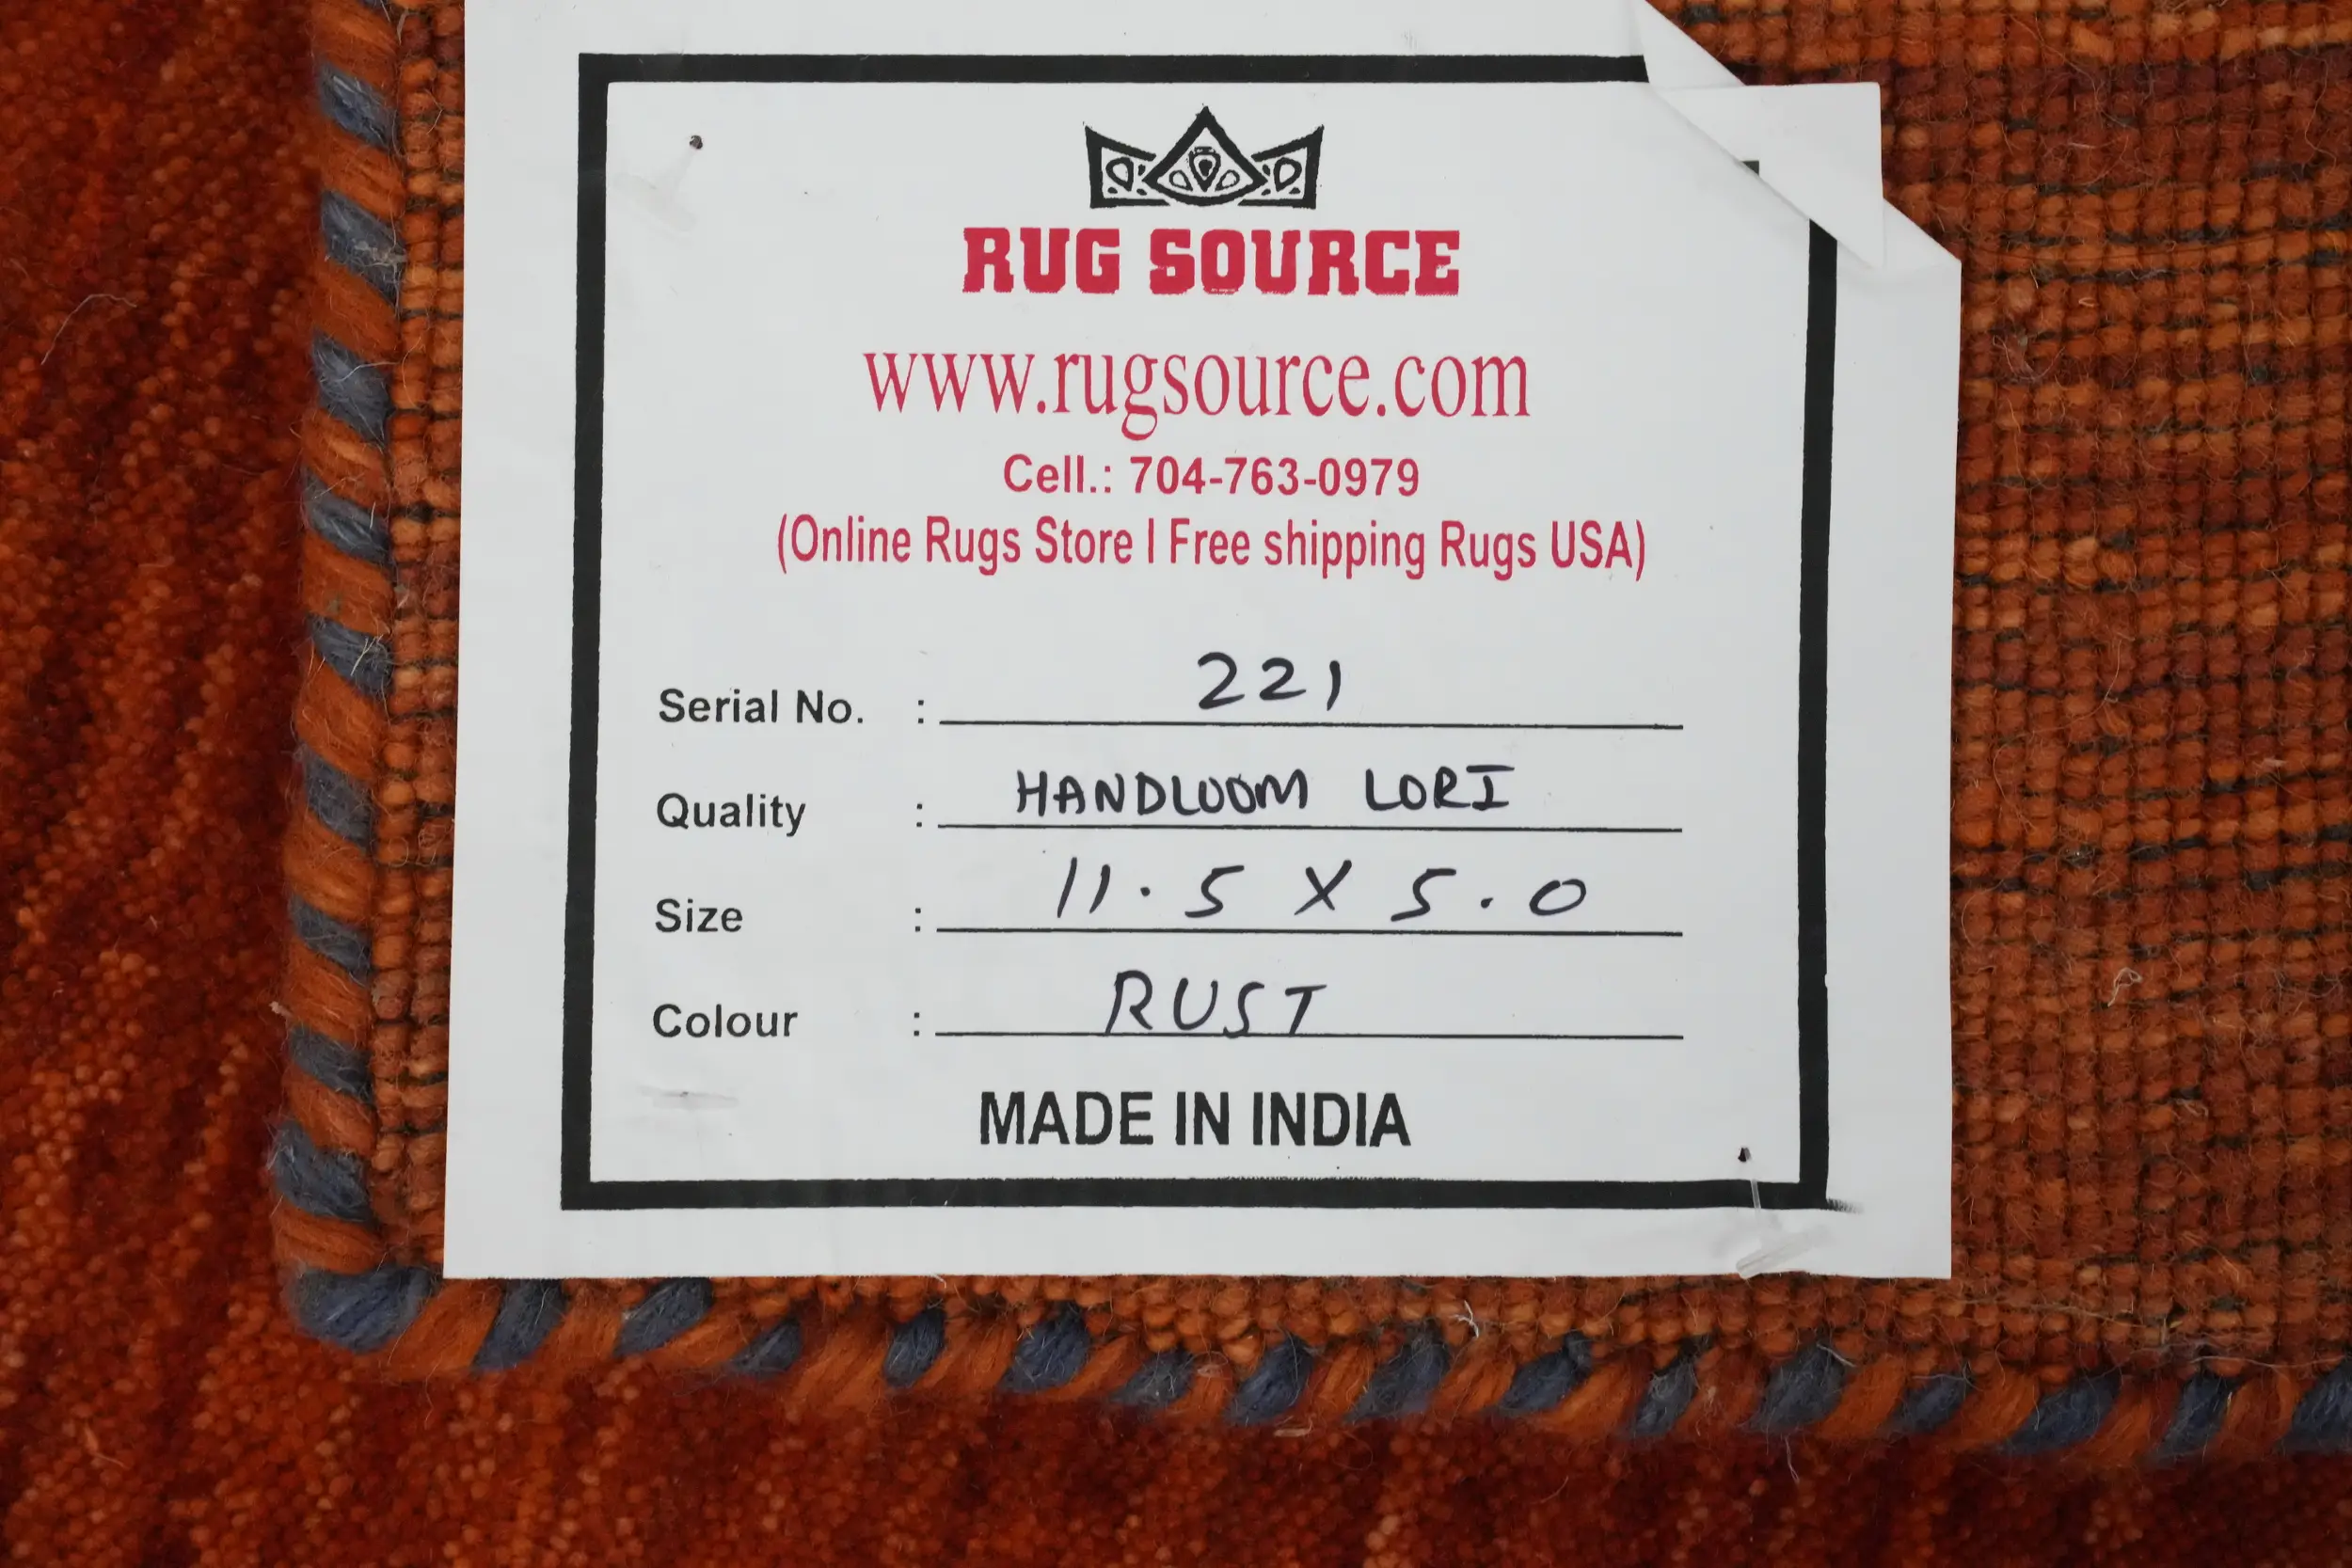 RUG SOURCE
www.rugsource.com
Cell.: 704-763-0979
(Online Rugs Store I Free shipping Rugs USA)
Serial No. : 221
Quality : HANDLOOM LORI
Size : 11.5 X 5.0
Colour : RUST
MADE IN INDIA